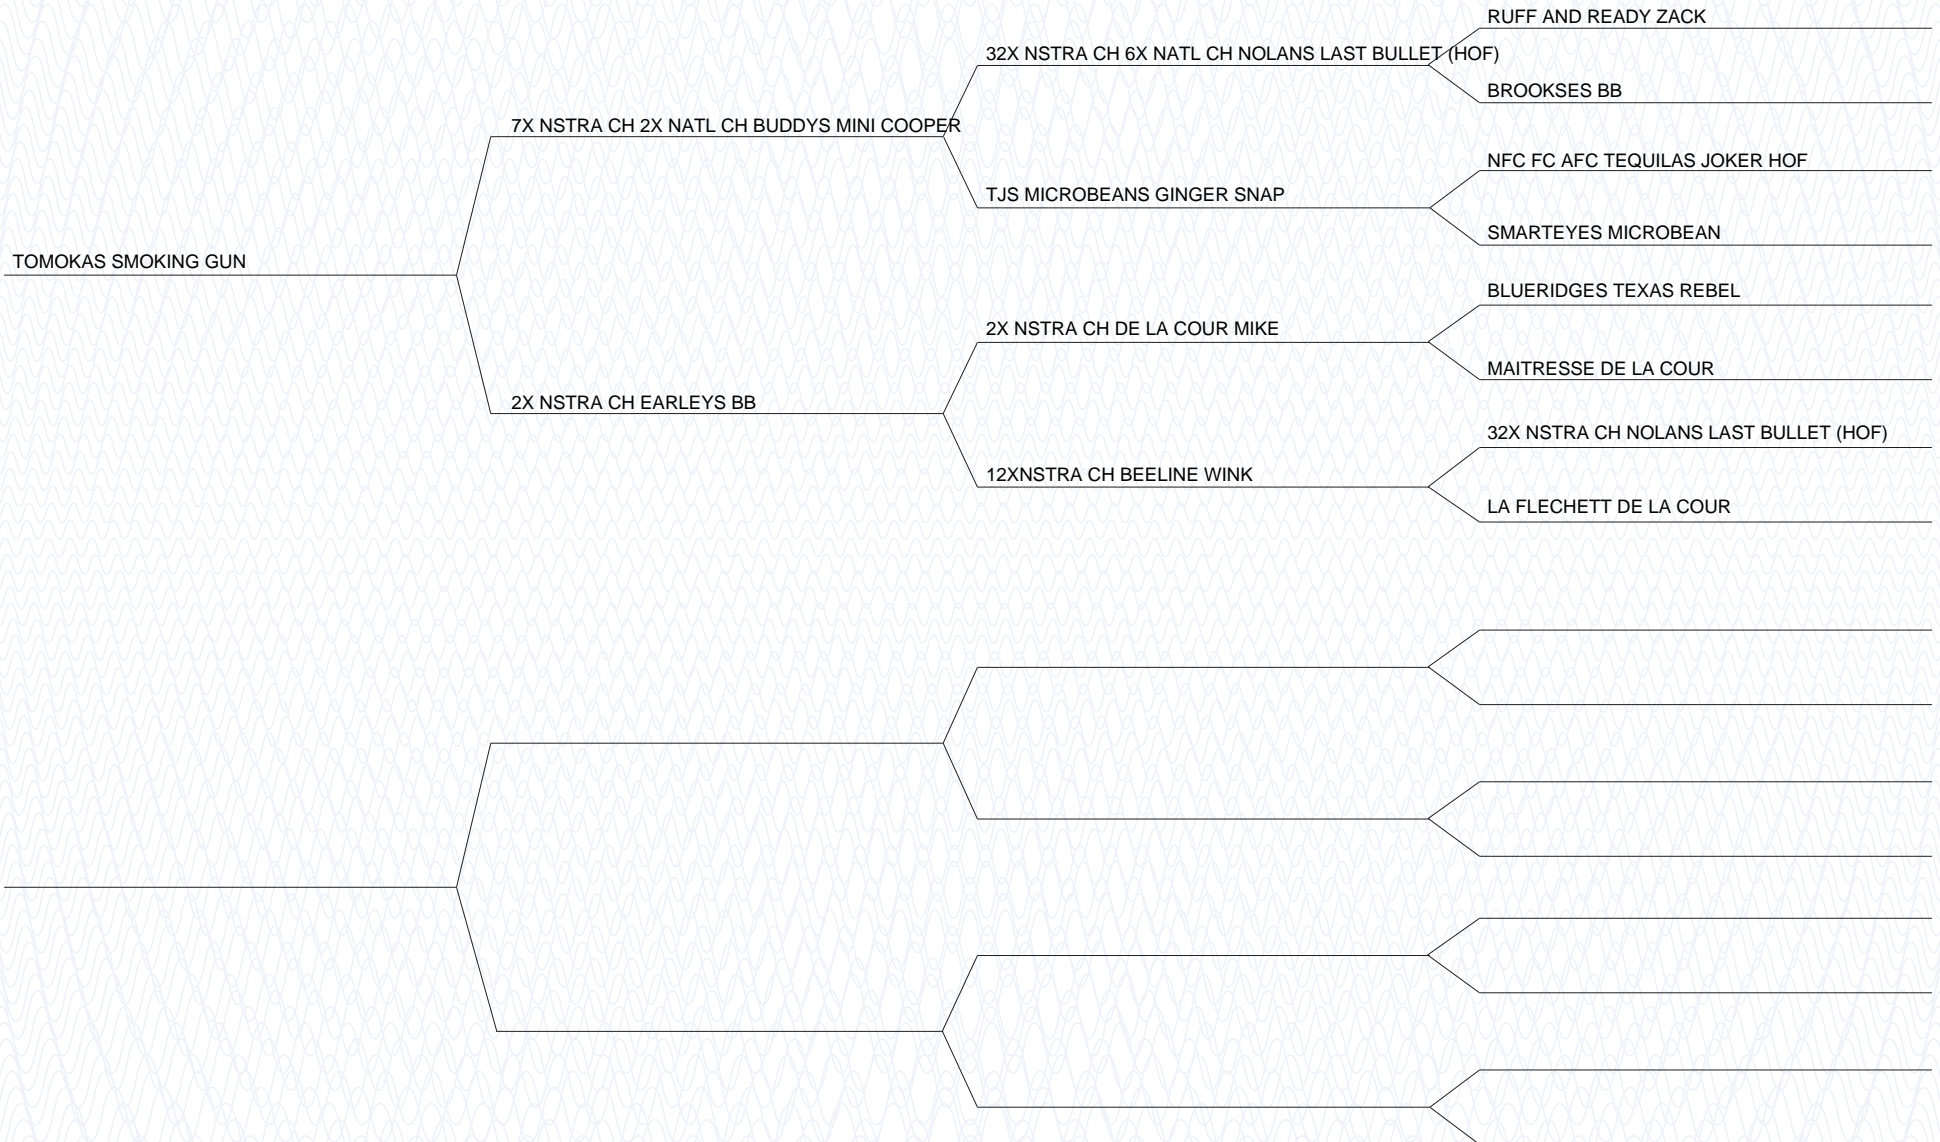 RUFF AND READY ZACK
32X NSTRA CH 6X NATL CH NOLANS LAST BULLET (HOF)
BROOKSES BB
7X NSTRA CH 2X NATL CH BUDDYS MINI COOPER
NFC FC AFC TEQUILAS JOKER HOF
TJS MICROBEANS GINGER SNAP
SMARTEYES MICROBEAN
TOMOKAS SMOKING GUN
BLUERIDGES TEXAS REBEL
2X NSTRA CH DE LA COUR MIKE
MAITRESSE DE LA COUR
2X NSTRA CH EARLEYS BB
32X NSTRA CH NOLANS LAST BULLET (HOF)
12XNSTRA CH BEELINE WINK
LA FLECHETT DE LA COUR